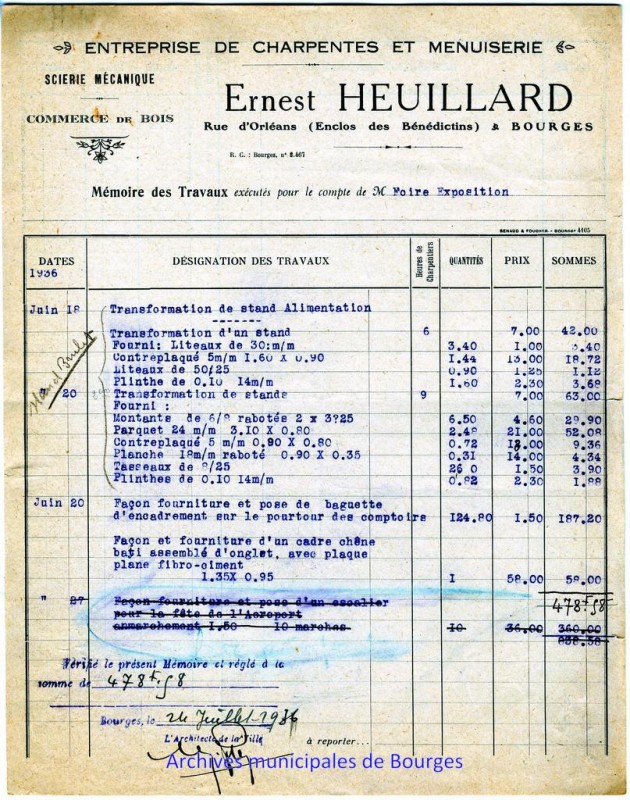 ENTREPRISE DE CHARPENTES ET MENUISERIE
SCIERIE MÉCANIQUE
COMMERCE DE BOIS
Ernest HEUILLARD
Rue d'Orléans (Enclos des Bénédictins) à BOURGES
R. C. : Bourges, n° 2.467
Mémoire des Travaux exécutés pour le compte de M Foire Exposition
RENAUD & FOUCHER - BOURGES 4105
DATES DÉSIGNATION DES TRAVAUX Heures de Charpentiers QUANTITÉS PRIX SOMMES
1936
Juin 18 Transformation de stand Alimentation
-------
Transformation d'un stand 6 7.00 42.00
Fourni: Liteaux de 30:m/m 3.40 1.00 3.40
Contreplaqué 5m/m 1.60 X 0.90 1.44 13.00 18.72
Liteaux de 50/25 0.90 1.25 1.12
Plinthe de 0.10 14m/m 1.60 2.30 3.68
" 20 Transformation de stands 9 7.00 63.00
Fourni :
Montants de 6/8 rabotés 2 x 3?25 6.50 4.60 29.90
Parquet 24 m/m 3.10 X 0.80 2.48 21.00 52.08
Contreplaqué 5 m/m 0.90 X 0.80 0.72 13.00 9.36
Planche 18m/m raboté 0.90 X 0.35 0.31 14.00 4.34
Tasseaux de 2/25 26 0 1.50 3.90
Plinthes de 0.10 14m/m 0.82 2.30 1.88
Juin 20 Façon fourniture et pose de baguette
d'encadrement sur le pourtour des comptoirs 124.80 1.50 187.20
Façon et fourniture d'un cadre chêne
bati assemblé d'onglet, avec plaque
plane fibro-ciment
1.35X 0.95 I 58.00 58.00
478F.58
" 27 Façon fourniture et pose d'un escalier
pour la fête de l'Aeroport
enmarchement 1.50 10 marches 10 36.00 360.00
838.58
Vérifié le présent Mémoire et réglé à la
somme de 478F.58
Bourges, le 24 Juillet 1936
L'Architecte de la Ville
à reporter...
Archives municipales de Bourges